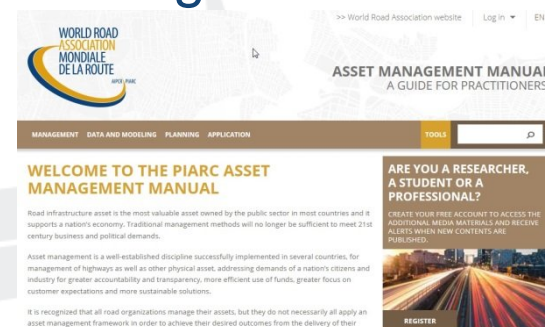 >> World Road Association website Log in EN
WORLD ROAD
ASSOCIATION
MONDIALE
DE LA ROUTE
AIPCR PIARC
ASSET MANAGEMENT MANUAL
A GUIDE FOR PRACTITIONERS
MANAGEMENT DATA AND MODELING PLANNING APPLICATION TOOLS
WELCOME TO THE PIARC ASSET
MANAGEMENT MANUAL
Road infrastructure asset is the most valuable asset owned by the public sector in most countries and it
supports a nation's economy. Traditional management methods will no longer be sufficient to meet 21st
century business and political demands.
Asset management is a well-established discipline successfully implemented in several countries, for
management of highways as well as other physical asset, addressing demands of a nation's citizens and
industry for greater accountability and transparency, more efficient use of funds, greater focus on
customer expectations and more sustainable solutions.
It is recognized that all road organizations manage their assets, but they do not necessarily all apply an
asset management framework in order to achieve their desired outcomes from the delivery of their
ARE YOU A RESEARCHER,
A STUDENT OR A
PROFESSIONAL?
CREATE YOUR FREE ACCOUNT TO ACCESS THE
ADDITIONAL MEDIA MATERIALS AND RECEIVE
ALERTS WHEN NEW CONTENTS ARE
PUBLISHED.
REGISTER